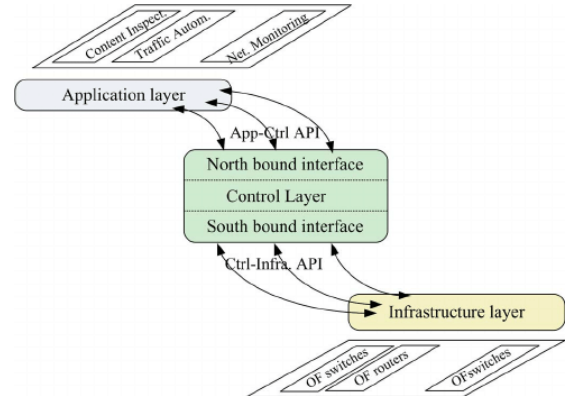 Content Inspect.
Traffic Autom.
Net. Monitoring
Application layer
App-Ctrl API
North bound interface
Control Layer
South bound interface
Ctrl-Infra. API
Infrastructure layer
OF switches
OF routers
OFswitches